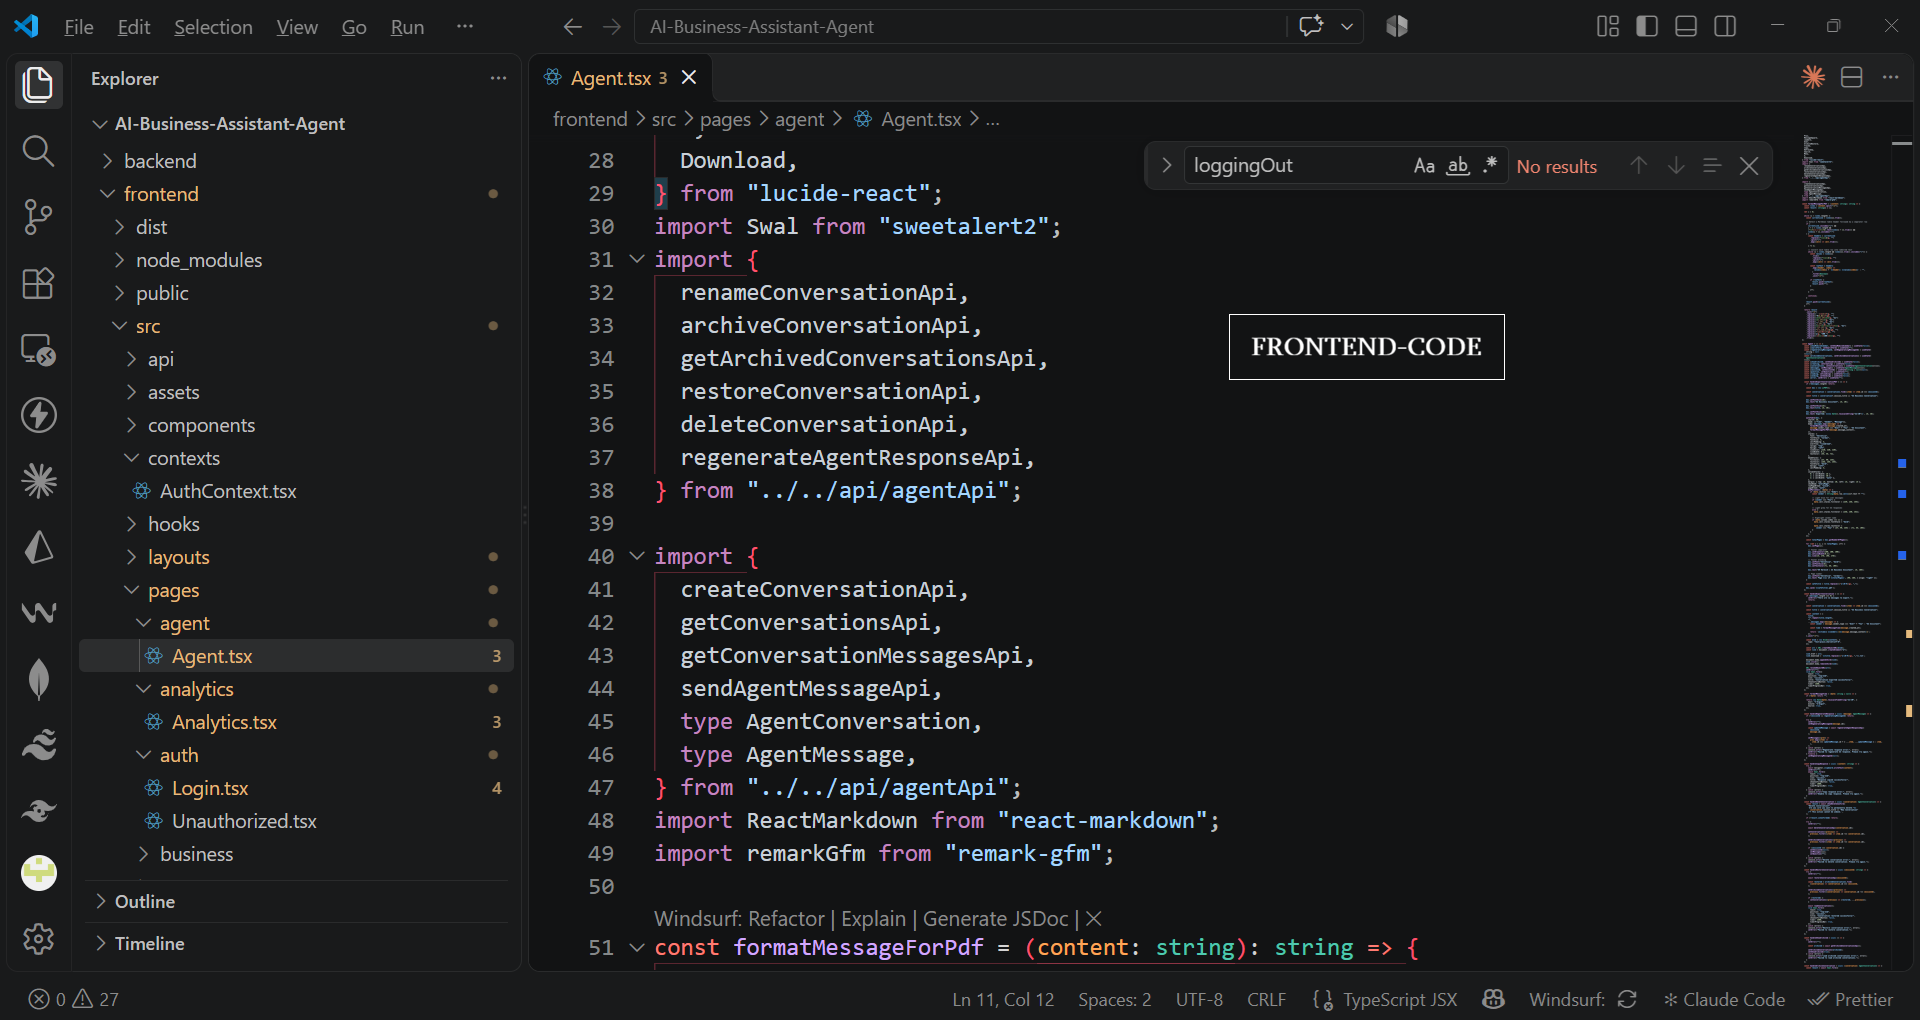 File Edit Selection View Go Run ···
AI-Business-Assistant-Agent
Explorer
AI-Business-Assistant-Agent
backend
frontend
dist
node_modules
public
src
api
assets
components
contexts
AuthContext.tsx
hooks
layouts
pages
agent
Agent.tsx 3
analytics
Analytics.tsx 3
auth
Login.tsx 4
Unauthorized.tsx
business
Outline
Timeline
Agent.tsx 3
frontend > src > pages > agent > Agent.tsx > ...
loggingOut Aa ab .* No results
28 Download,
29 } from "lucide-react";
30 import Swal from "sweetalert2";
31 import {
32 renameConversationApi,
33 archiveConversationApi,
34 getArchivedConversationsApi,
35 restoreConversationApi,
36 deleteConversationApi,
37 regenerateAgentResponseApi,
38 } from "../../api/agentApi";
39
40 import {
41 createConversationApi,
42 getConversationsApi,
43 getConversationMessagesApi,
44 sendAgentMessageApi,
45 type AgentConversation,
46 type AgentMessage,
47 } from "../../api/agentApi";
48 import ReactMarkdown from "react-markdown";
49 import remarkGfm from "remark-gfm";
50
Windsurf: Refactor | Explain | Generate JSDoc | ×
51 const formatMessageForPdf = (content: string): string => {
FRONTEND-CODE
0 27
Ln 11, Col 12 Spaces: 2 UTF-8 CRLF TypeScript JSX Windsurf: Claude Code Prettier